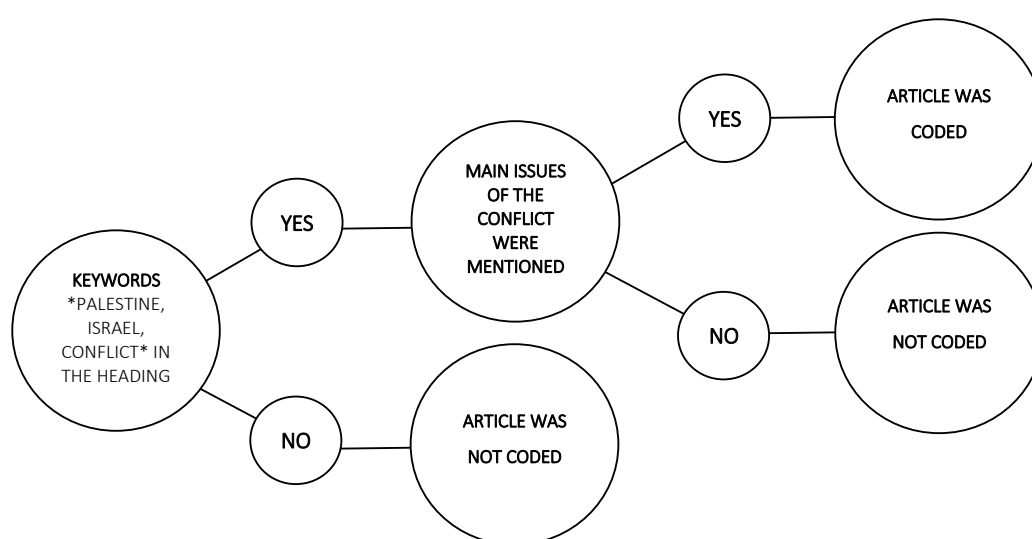 KEYWORDS
*PALESTINE,
ISRAEL,
CONFLICT* IN
THE HEADING
YES
NO
MAIN ISSUES
OF THE
CONFLICT
WERE
MENTIONED
ARTICLE WAS
NOT CODED
YES
NO
ARTICLE WAS
CODED
ARTICLE WAS
NOT CODED